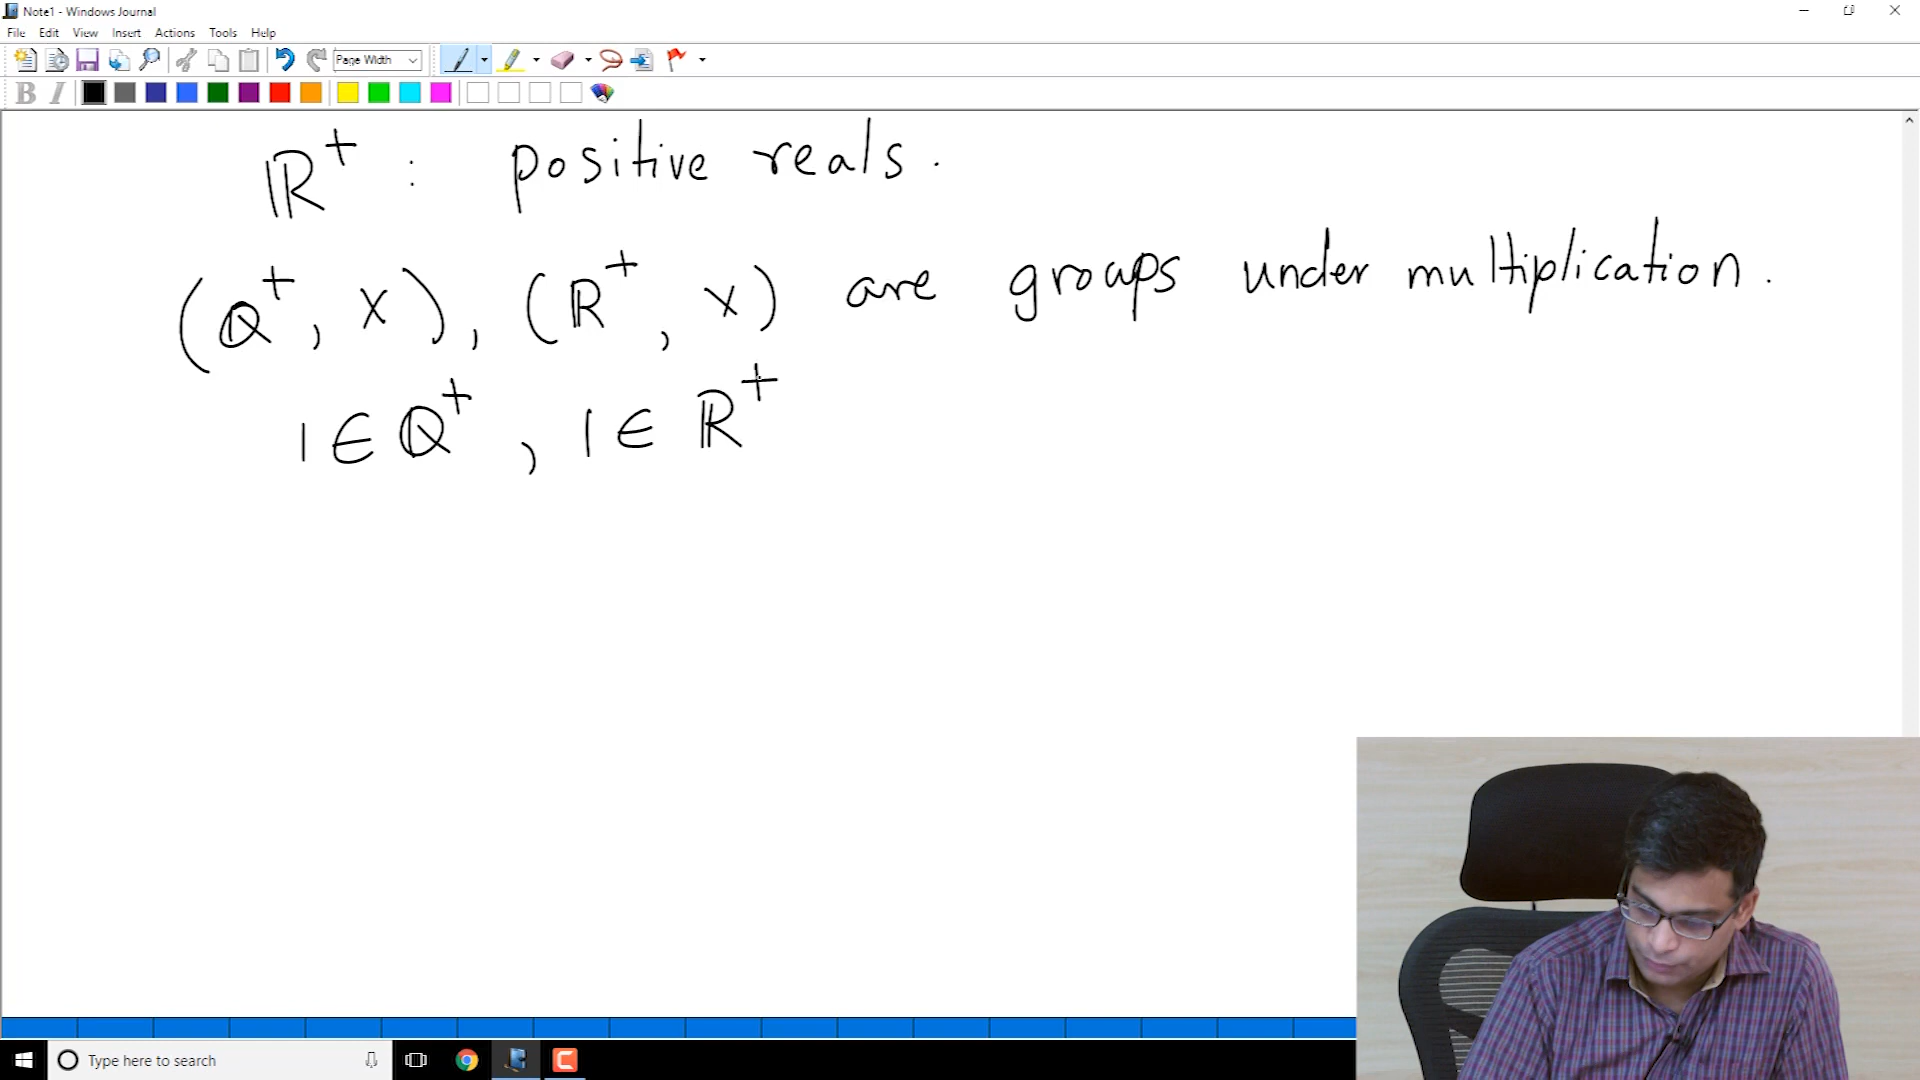 Note1 - Windows Journal
File Edit View Insert Actions Tools Help
Page Width
B I
ℝ⁺ : positive reals.
(ℚ⁺, ×), (ℝ⁺, ×) are groups under multiplication.
1 ∈ ℚ⁺, 1 ∈ ℝ⁺
Type here to search